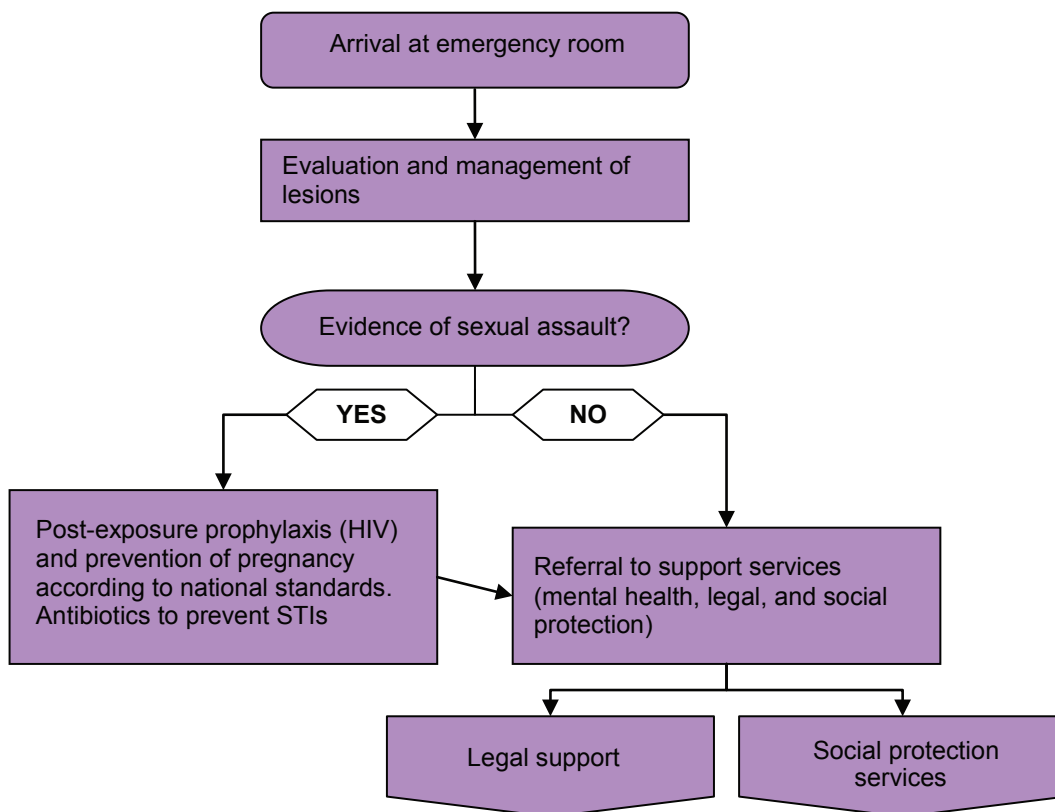 Arrival at emergency room
Evaluation and management of
lesions
Evidence of sexual assault?
YES
NO
Post-exposure prophylaxis (HIV)
and prevention of pregnancy
according to national standards.
Antibiotics to prevent STIs
Referral to support services
(mental health, legal, and social
protection)
Legal support
Social protection
services